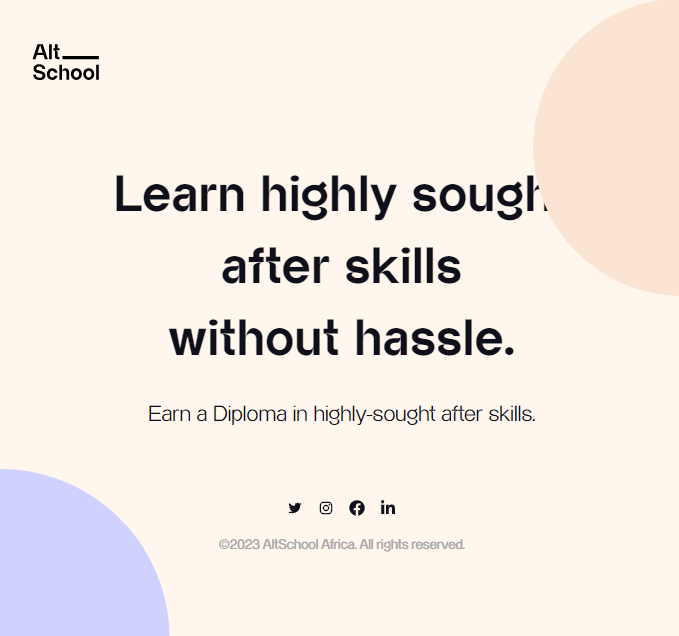 Alt
School
Learn highly sough
after skills
without hassle.
Earn a Diploma in highly-sought after skills.
©2023 AltSchool Africa. All rights reserved.